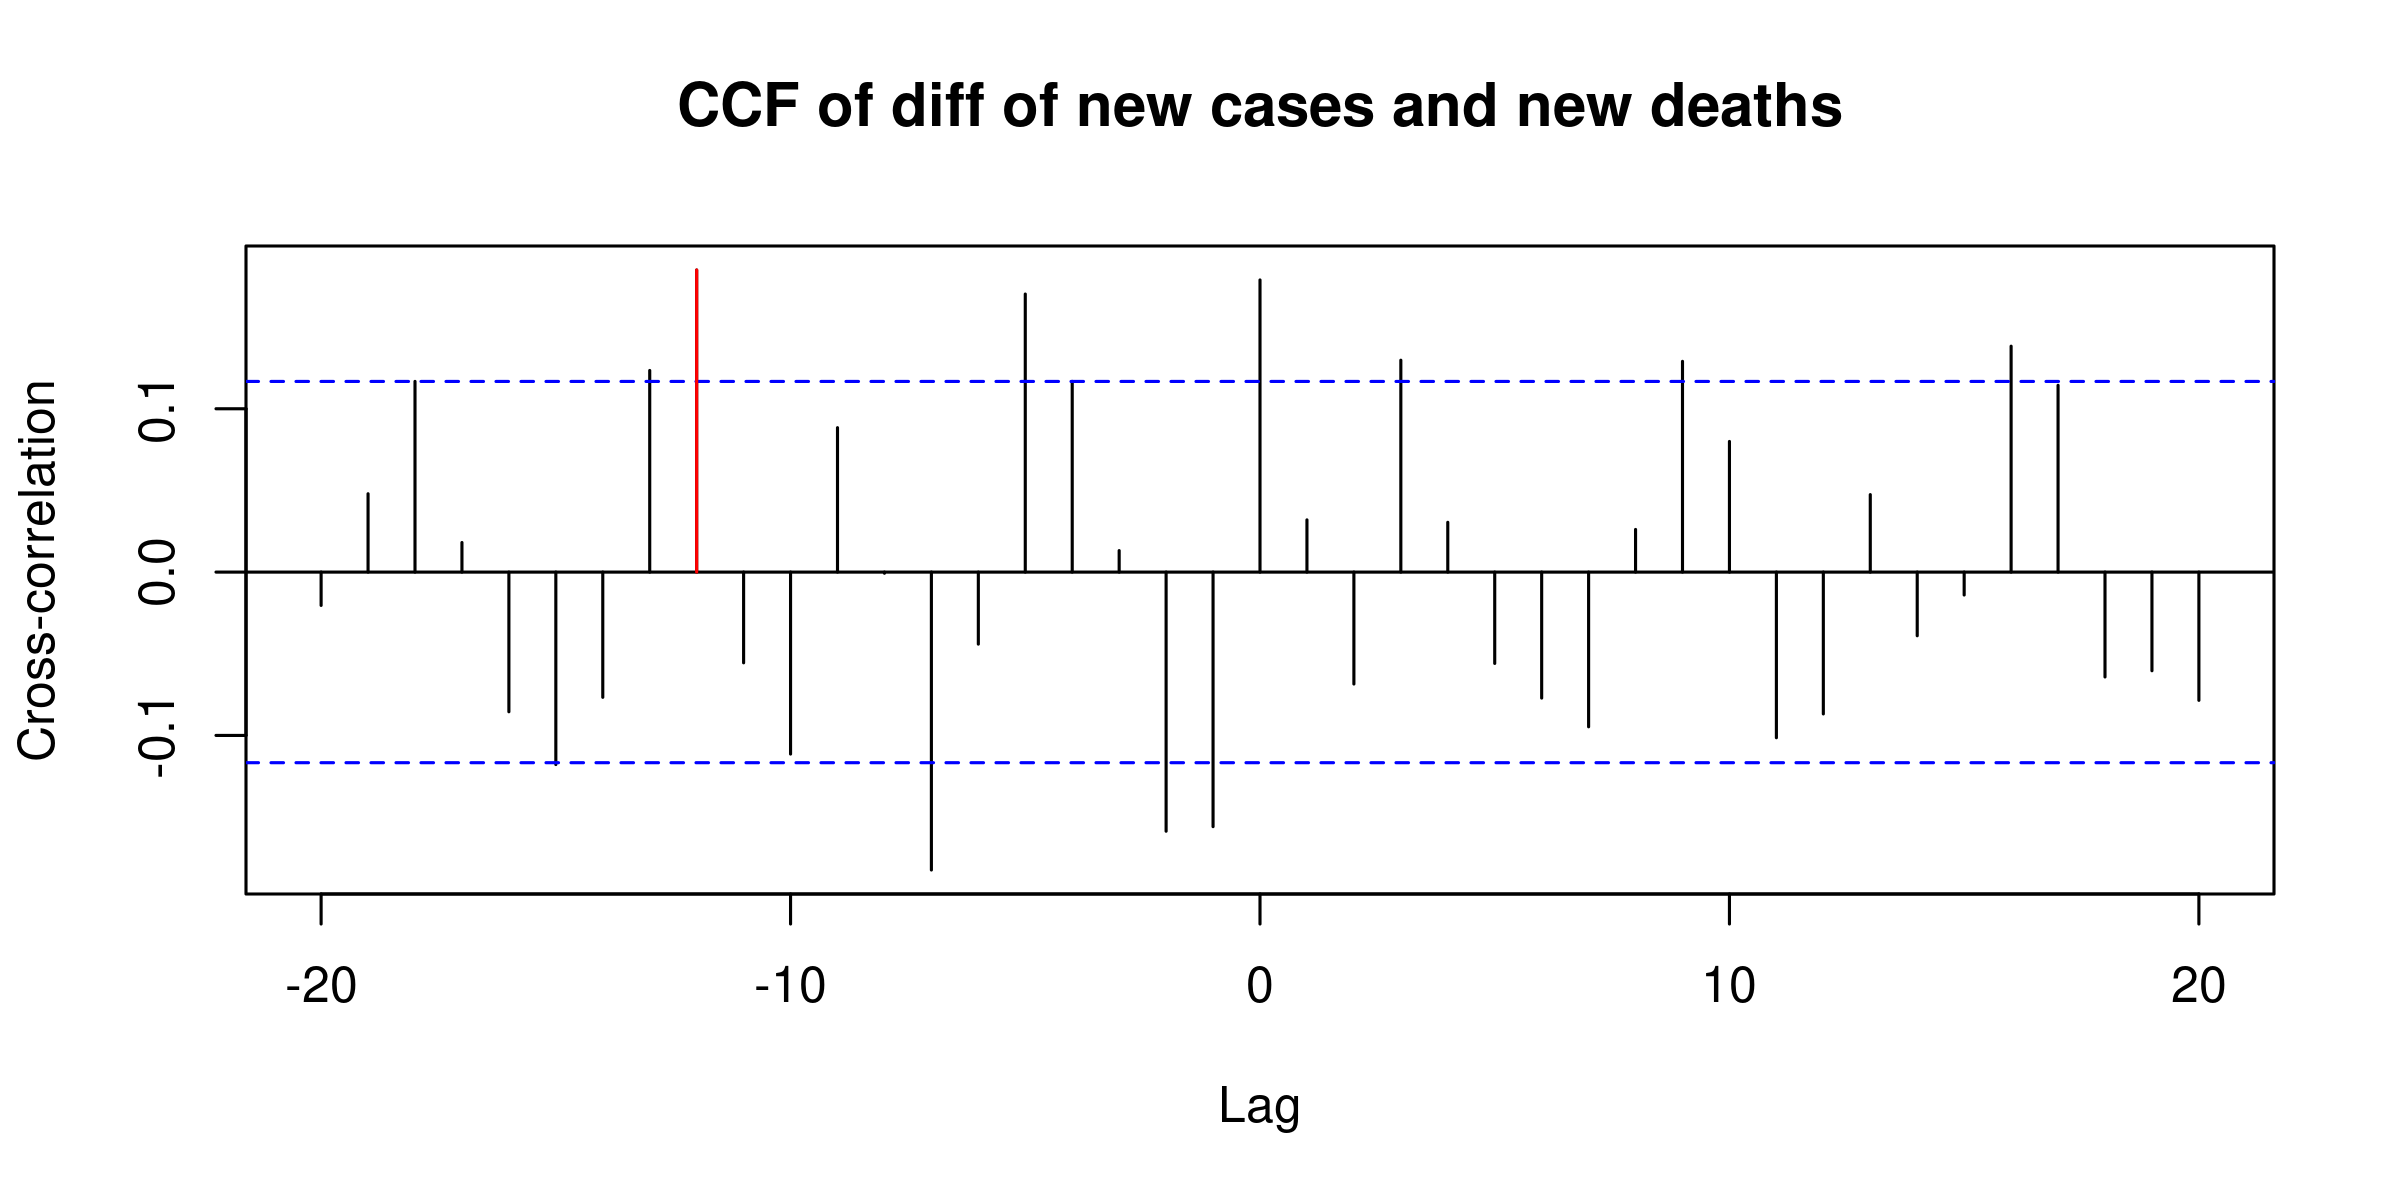 CCF of diff of new cases and new deaths
Cross-correlation
0.1
0.0
-0.1
-20 -10 0 10 20
Lag